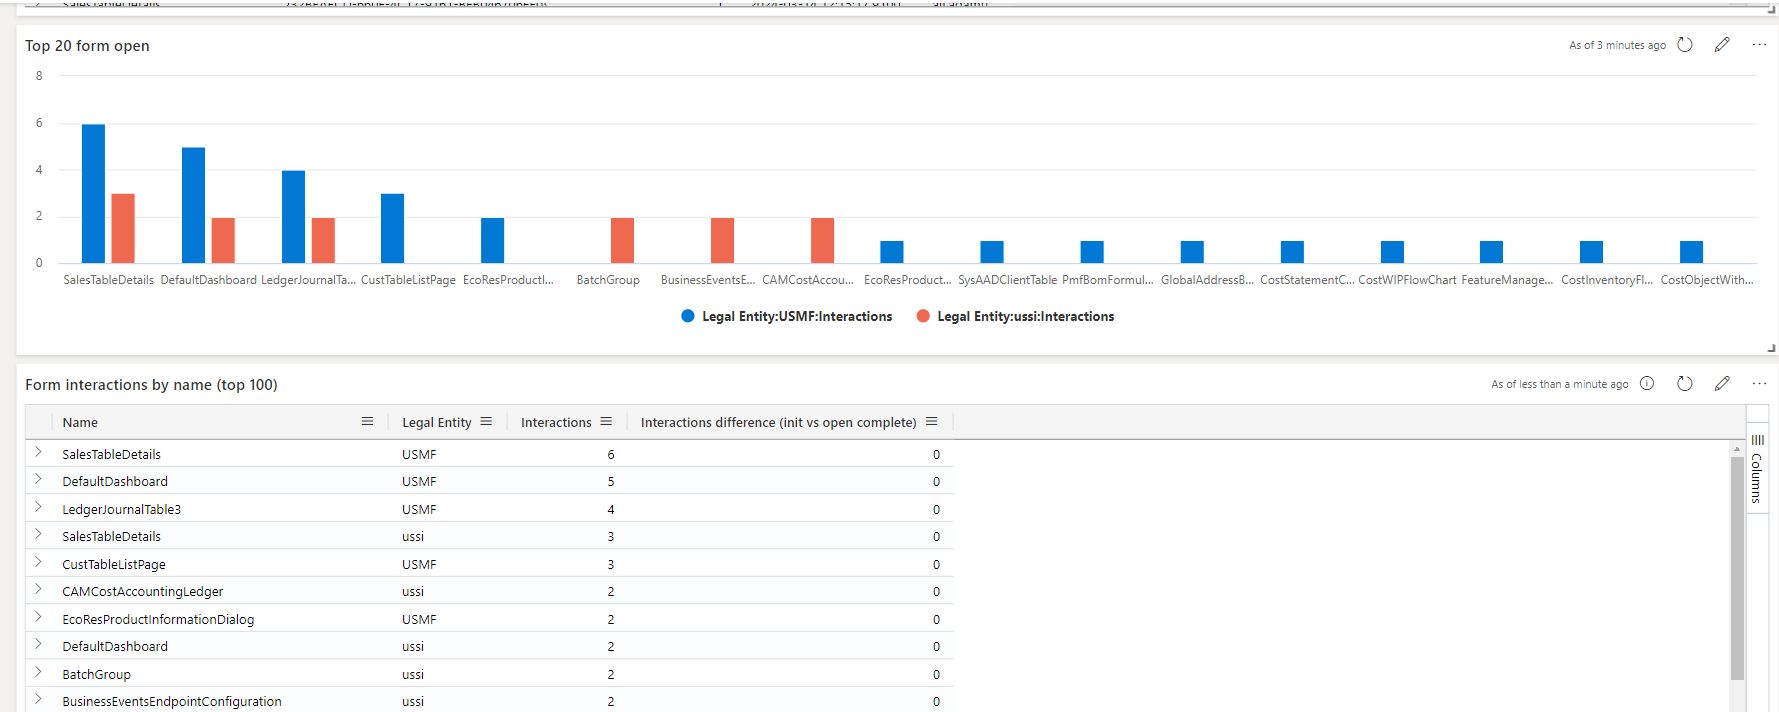 Top 20 form open
As of 3 minutes ago
8
6
4
2
0
SalesTableDetails DefaultDashboard LedgerJournalTa... CustTableListPage EcoResProductI... BatchGroup BusinessEventsE... CAMCostAccou... EcoResProduct... SysAADClientTable PmfBomFormul... GlobalAddressB... CostStatementC... CostWIPFlowChart FeatureManage... CostInventoryFl... CostObjectWith...
Legal Entity:USMF:Interactions Legal Entity:ussi:Interactions
Form interactions by name (top 100)
As of less than a minute ago
Name Legal Entity Interactions Interactions difference (init vs open complete)
SalesTableDetails USMF 6 0
DefaultDashboard USMF 5 0
LedgerJournalTable3 USMF 4 0
SalesTableDetails ussi 3 0
CustTableListPage USMF 3 0
CAMCostAccountingLedger ussi 2 0
EcoResProductInformationDialog USMF 2 0
DefaultDashboard ussi 2 0
BatchGroup ussi 2 0
BusinessEventsEndpointConfiguration ussi 2 0
Columns